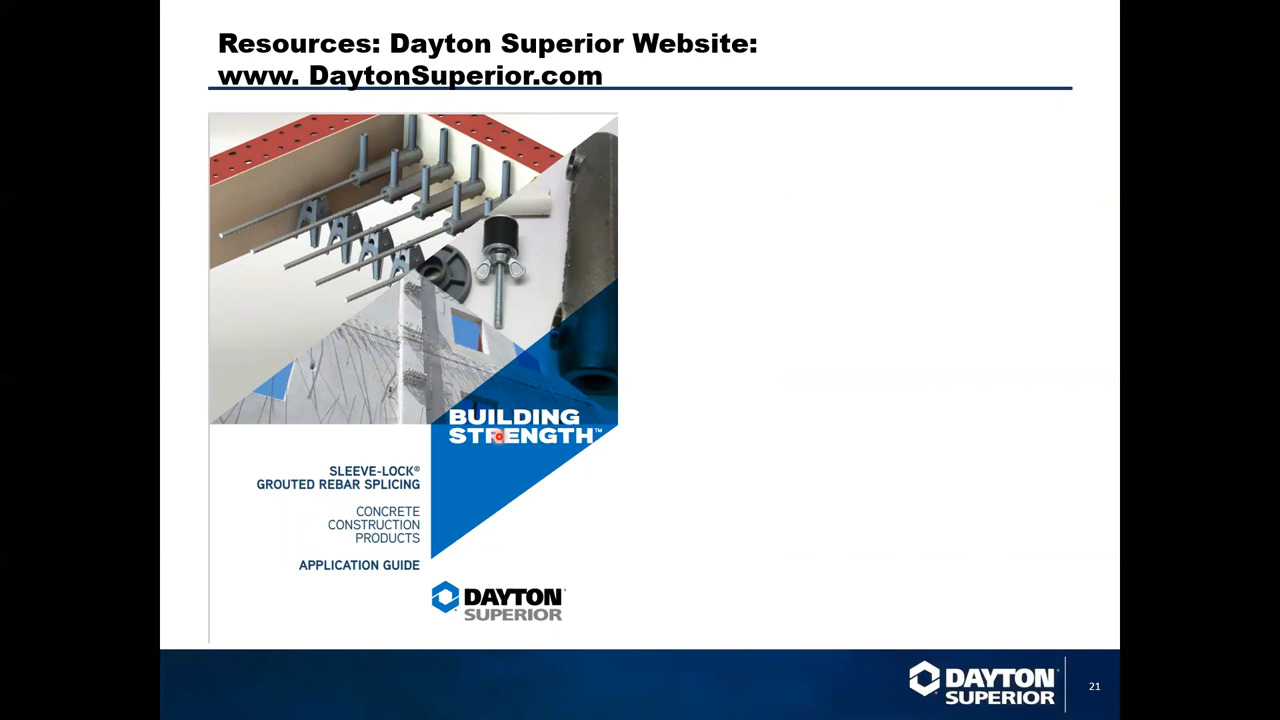 Resources: Dayton Superior Website:
www. DaytonSuperior.com
BUILDING
STRENGTH™
SLEEVE-LOCK®
GROUTED REBAR SPLICING
CONCRETE
CONSTRUCTION
PRODUCTS
APPLICATION GUIDE
DAYTON
SUPERIOR
DAYTON
SUPERIOR
21